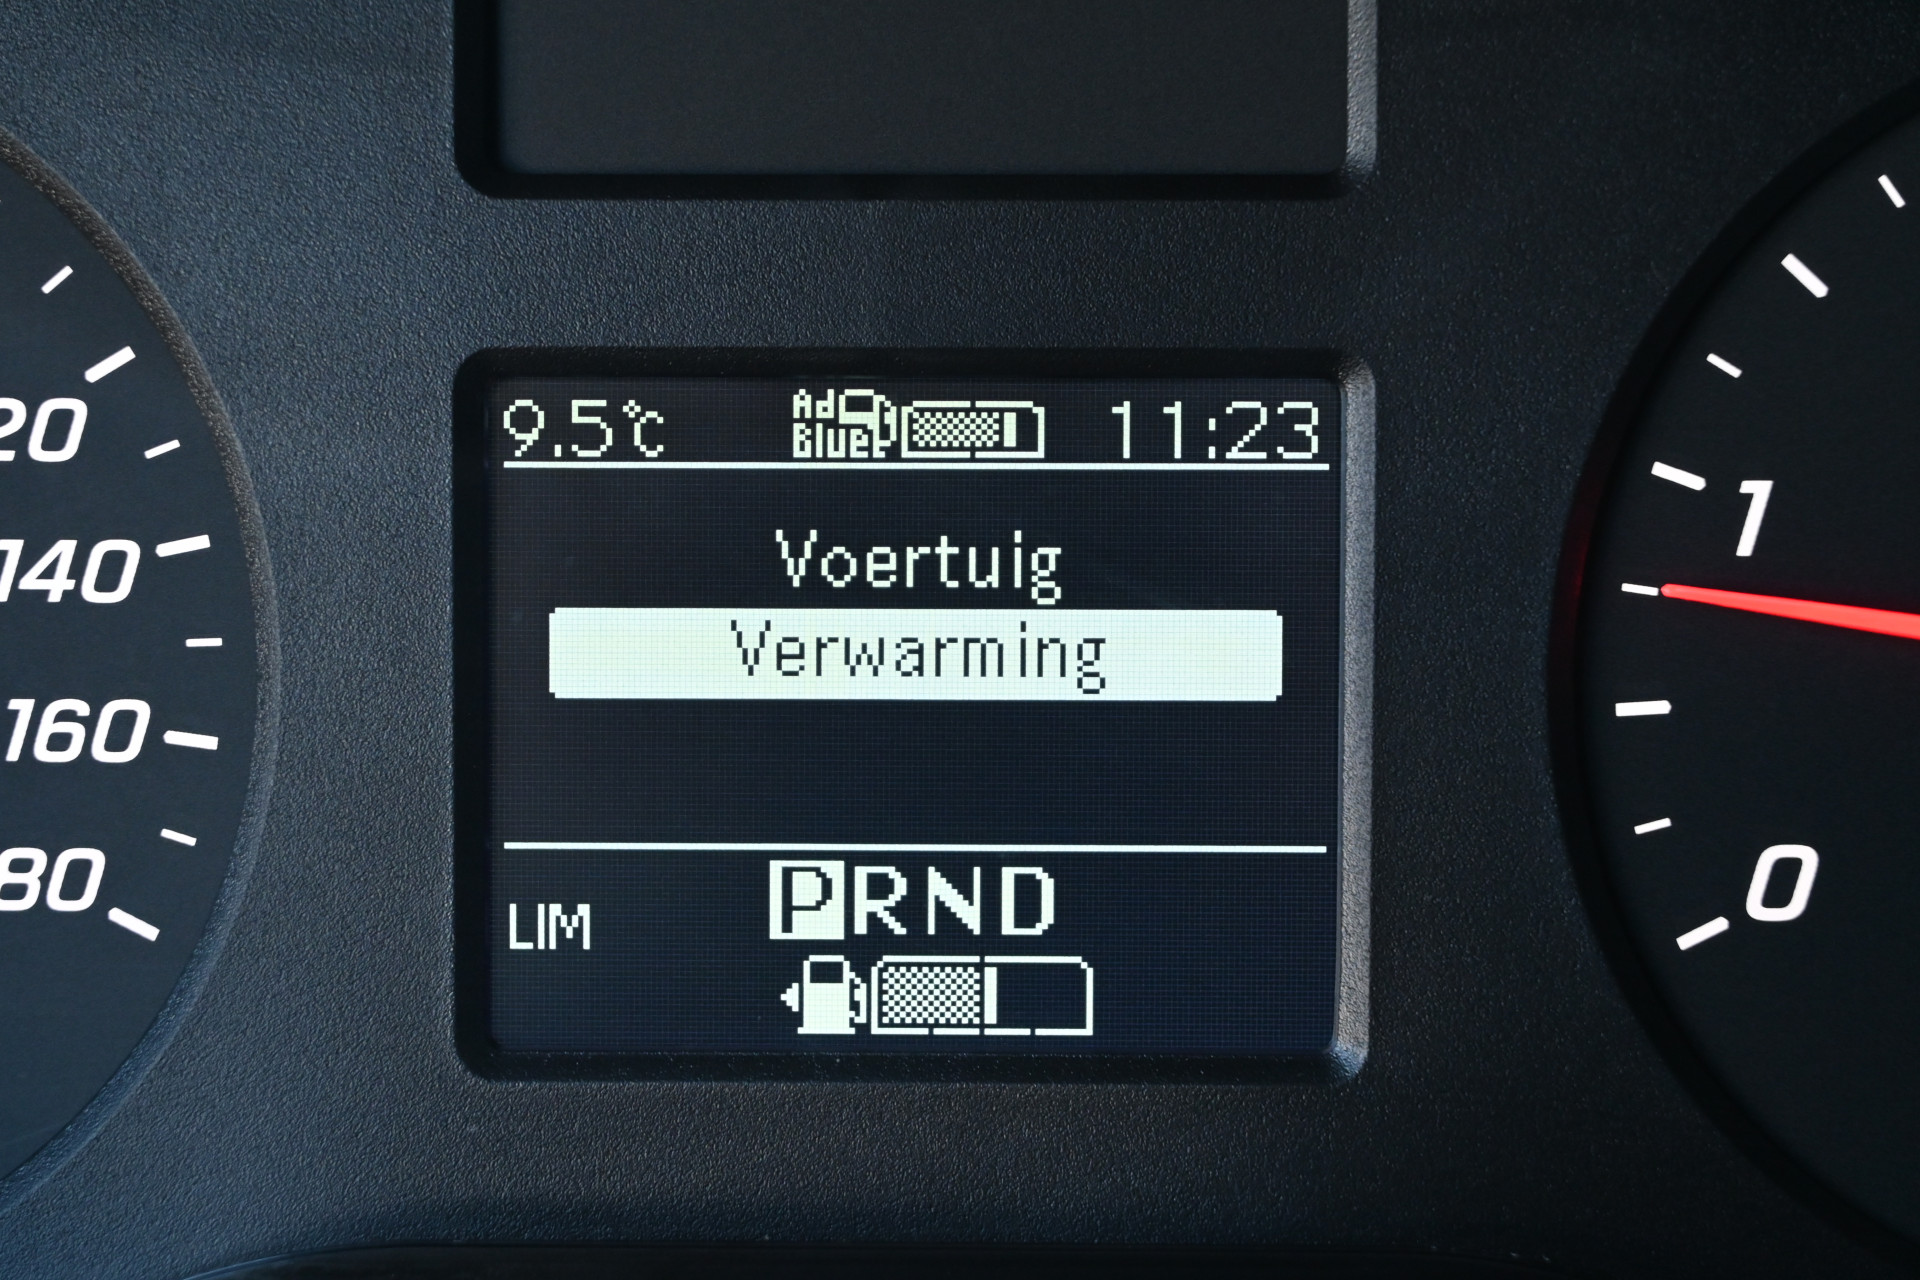 9.5°C
Ad
Blue
11:23
Voertuig
Verwarming
PRND
LIM
20
140
160
80
1
0